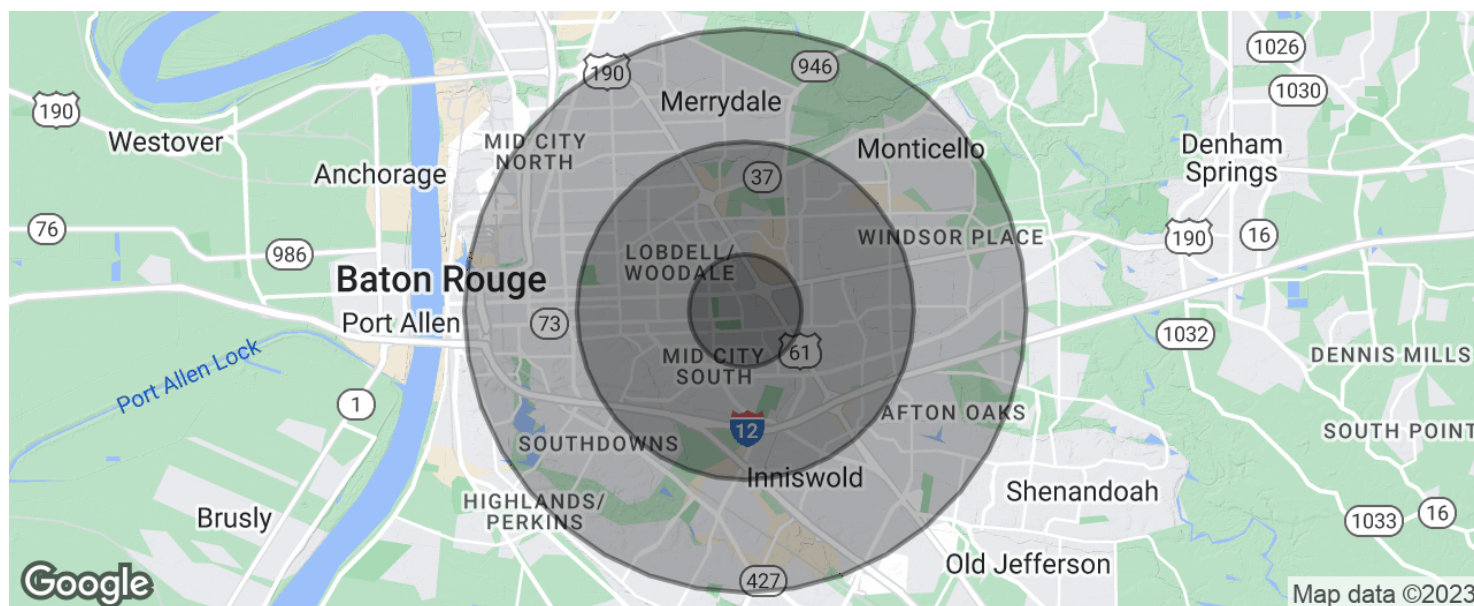 1026
190
946
1030
190
Merrydale
Westover
MID CITY
NORTH
Monticello
Denham
Springs
Anchorage
37
76
986
LOBDELL/
WOODALE
WINDSOR PLACE
190
16
Baton Rouge
Port Allen
73
1032
Port Allen Lock
MID CITY
SOUTH
61
DENNIS MILLS
1
AFTON OAKS
12
SOUTHDOWNS
SOUTH POINT
Inniswold
Shenandoah
HIGHLANDS/
PERKINS
Brusly
1033
16
Old Jefferson
427
Google
Map data ©2023